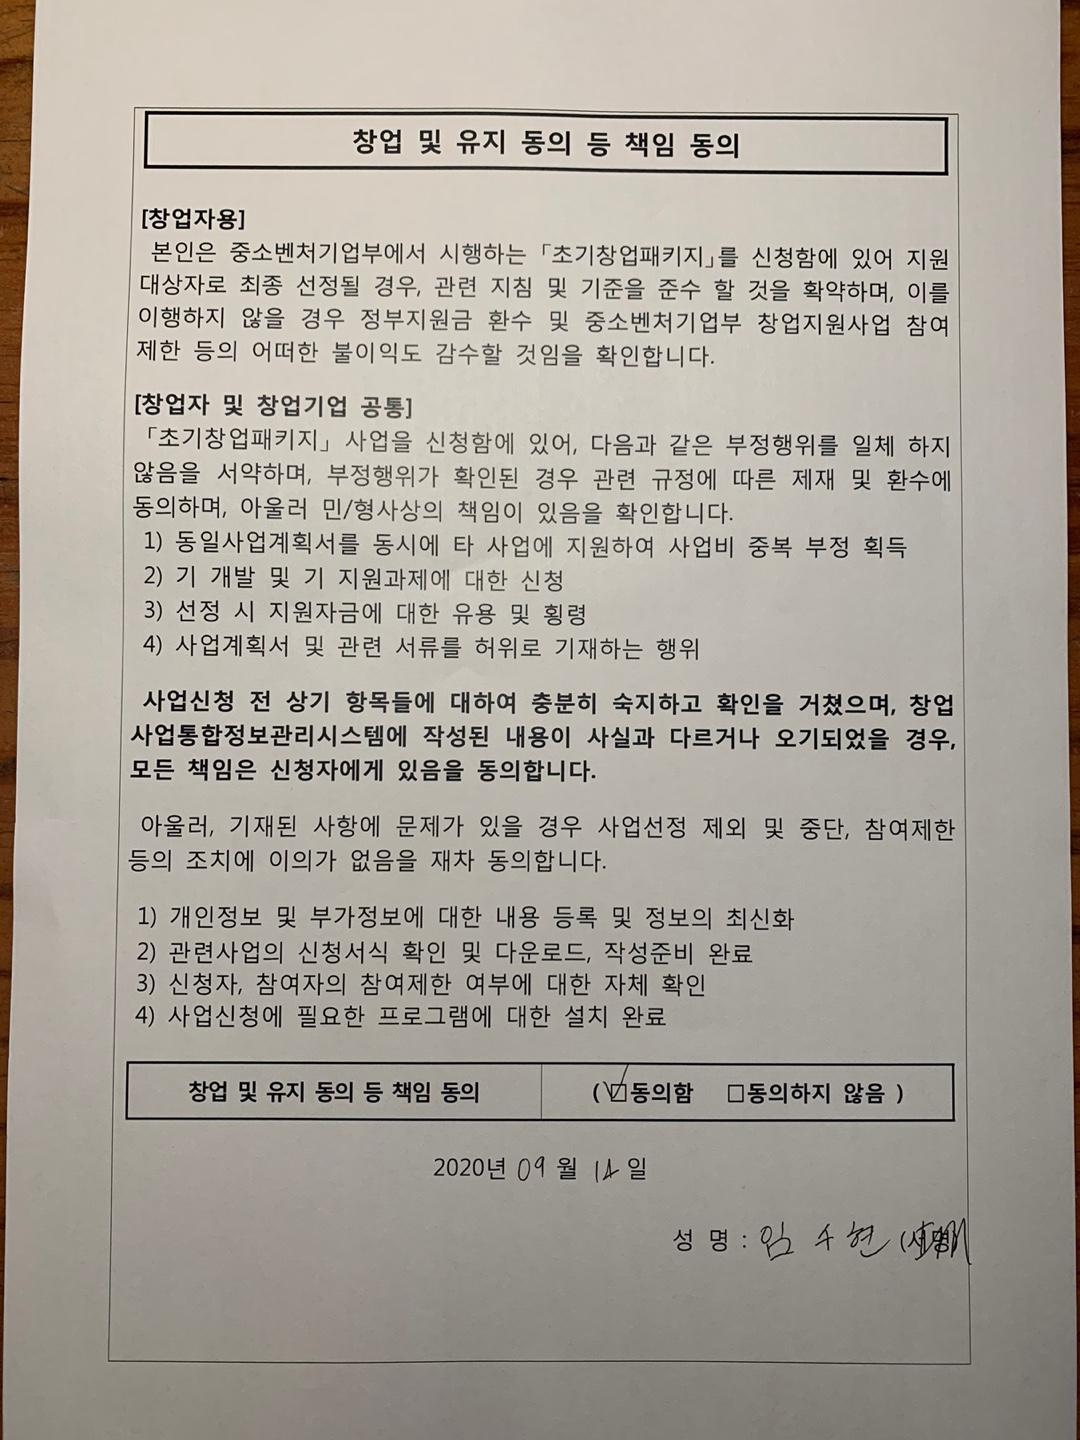 창업 및 유지 동의 등 책임 동의
[창업자용]
본인은 중소벤처기업부에서 시행하는 「초기창업패키지」를 신청함에 있어 지원
대상자로 최종 선정될 경우, 관련 지침 및 기준을 준수 할 것을 확약하며, 이를
이행하지 않을 경우 정부지원금 환수 및 중소벤처기업부 창업지원사업 참여
제한 등의 어떠한 불이익도 감수할 것임을 확인합니다.
[창업자 및 창업기업 공통]
「초기창업패키지」 사업을 신청함에 있어, 다음과 같은 부정행위를 일체 하지
않음을 서약하며, 부정행위가 확인된 경우 관련 규정에 따른 제재 및 환수에
동의하며, 아울러 민/형사상의 책임이 있음을 확인합니다.
1) 동일사업계획서를 동시에 타 사업에 지원하여 사업비 중복 부정 획득
2) 기 개발 및 기 지원과제에 대한 신청
3) 선정 시 지원자금에 대한 유용 및 횡령
4) 사업계획서 및 관련 서류를 허위로 기재하는 행위
사업신청 전 상기 항목들에 대하여 충분히 숙지하고 확인을 거쳤으며, 창업
사업통합정보관리시스템에 작성된 내용이 사실과 다르거나 오기되었을 경우,
모든 책임은 신청자에게 있음을 동의합니다.
아울러, 기재된 사항에 문제가 있을 경우 사업선정 제외 및 중단, 참여제한
등의 조치에 이의가 없음을 재차 동의합니다.
1) 개인정보 및 부가정보에 대한 내용 등록 및 정보의 최신화
2) 관련사업의 신청서식 확인 및 다운로드, 작성준비 완료
3) 신청자, 참여자의 참여제한 여부에 대한 자체 확인
4) 사업신청에 필요한 프로그램에 대한 설치 완료
창업 및 유지 동의 등 책임 동의 (☑동의함 □동의하지 않음 )
2020년 09월 14일
성 명 : 임 수 현 (서명)